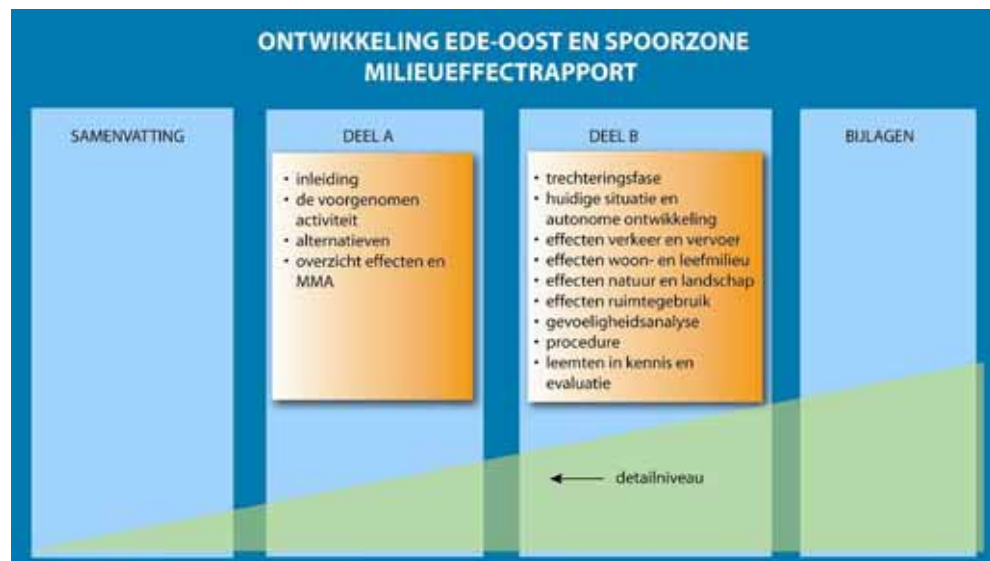 ONTWIKKELING EDE-OOST EN SPOORZONE
MILIEUEFFECTRAPPORT
SAMENVATTING
DEEL A
• inleiding
• de voorgenomen
activiteit
• alternatieven
• overzicht effecten en
MMA
DEEL B
• trechteringsfase
• huidige situatie en
autonome ontwikkeling
• effecten verkeer en vervoer
• effecten woon- en leefmilieu
• effecten natuur en landschap
• effecten ruimtegebruik
• gevoeligheidsanalyse
• procedure
• leemten in kennis en
evaluatie
BIJLAGEN
detailniveau